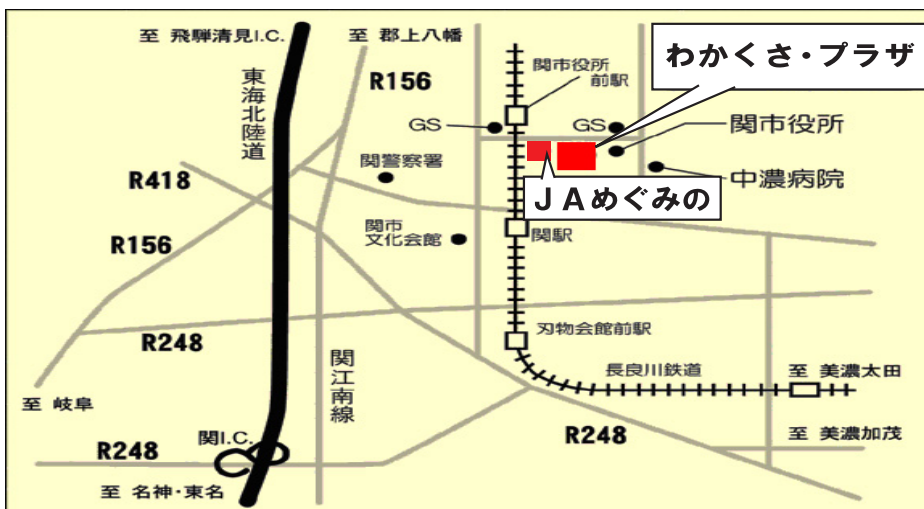 至 飛騨清見I.C.
至 郡上八幡
わかくさ・プラザ
東海北陸道
R156
関市役所
前駅
GS
GS
関市役所
関警察署
R418
中濃病院
JAめぐみの
R156
関市
文化会館
関駅
R248
刃物会館前駅
関江南線
長良川鉄道
至 美濃太田
至 岐阜
R248
至 美濃加茂
関I.C.
R248
至 名神・東名